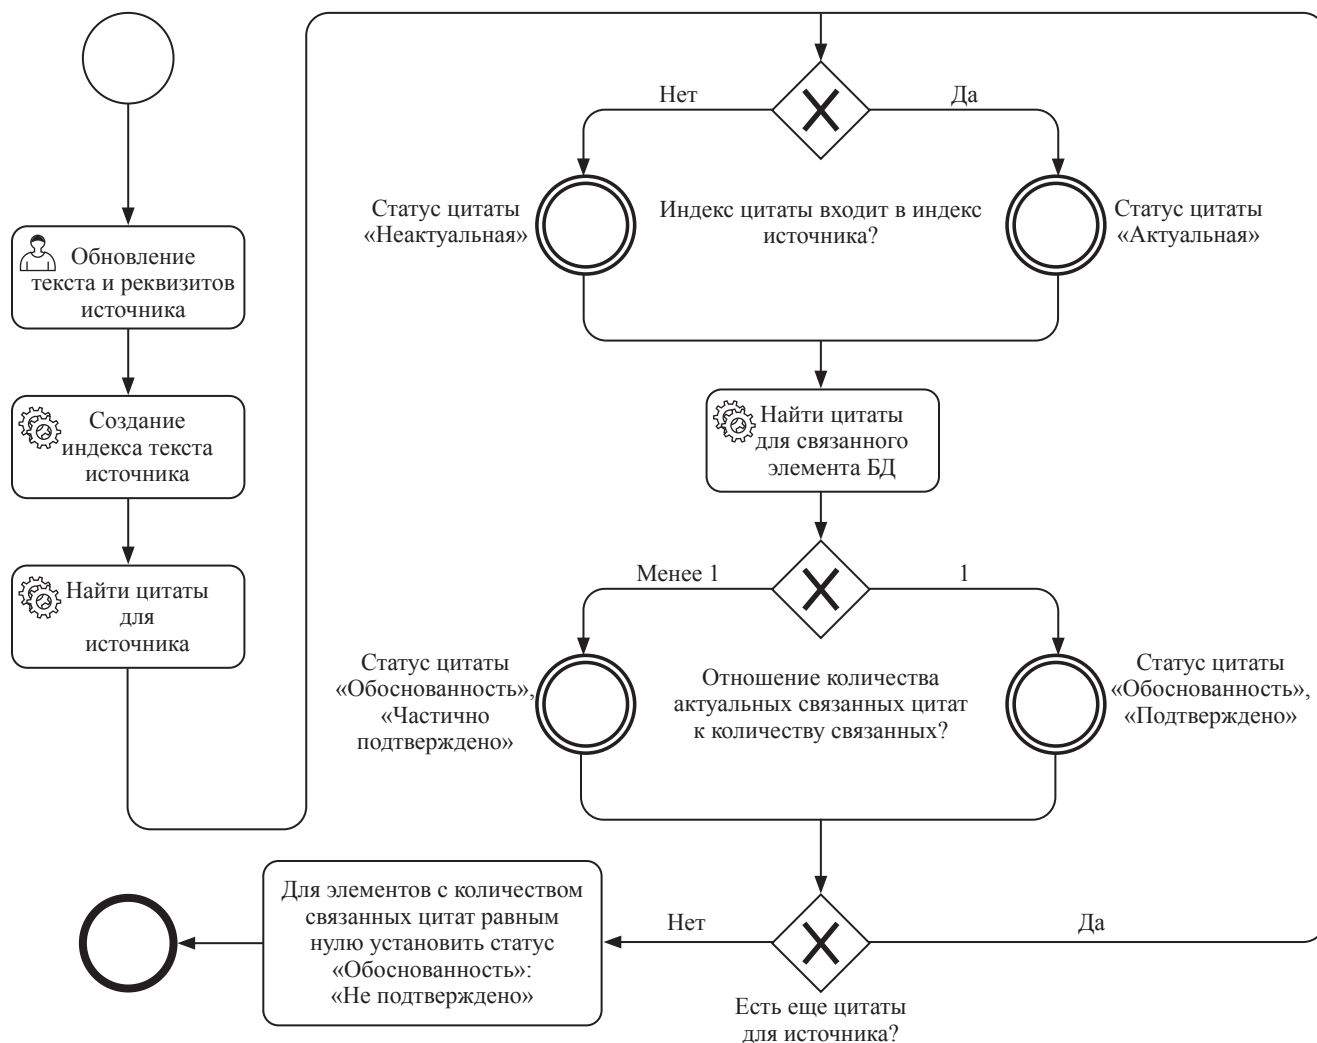 Обновление
текста и реквизитов
источника
Создание
индекса текста
источника
Найти цитаты
для
источника
Нет
Да
Статус цитаты
«Неактуальная»
Индекс цитаты входит в индекс
источника?
Статус цитаты
«Актуальная»
Найти цитаты
для связанного
элемента БД
Менее 1
1
Статус цитаты
«Обоснованность»,
«Частично
подтверждено»
Отношение количества
актуальных связанных цитат
к количеству связанных?
Статус цитаты
«Обоснованность»,
«Подтверждено»
Для элементов с количеством
связанных цитат равным
нулю установить статус
«Обоснованность»:
«Не подтверждено»
Нет
Да
Есть еще цитаты
для источника?